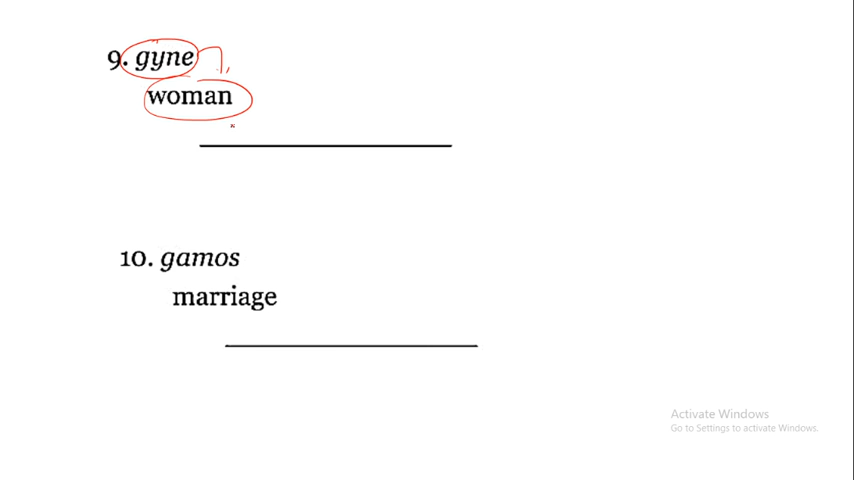 9. gyne
woman
10. gamos
marriage
Activate Windows
Go to Settings to activate Windows.